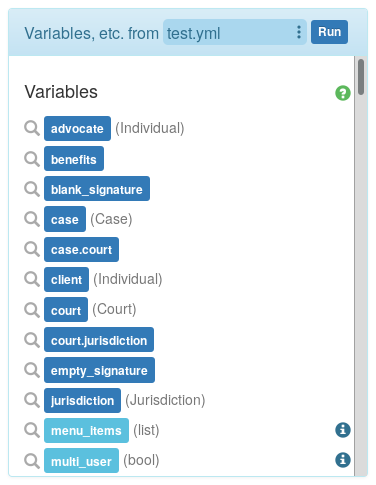 Variables, etc. from test.yml Run
Variables ?
advocate (Individual)
benefits
blank_signature
case (Case)
case.court
client (Individual)
court (Court)
court.jurisdiction
empty_signature
jurisdiction (Jurisdiction)
menu_items (list) i
multi_user (bool) i